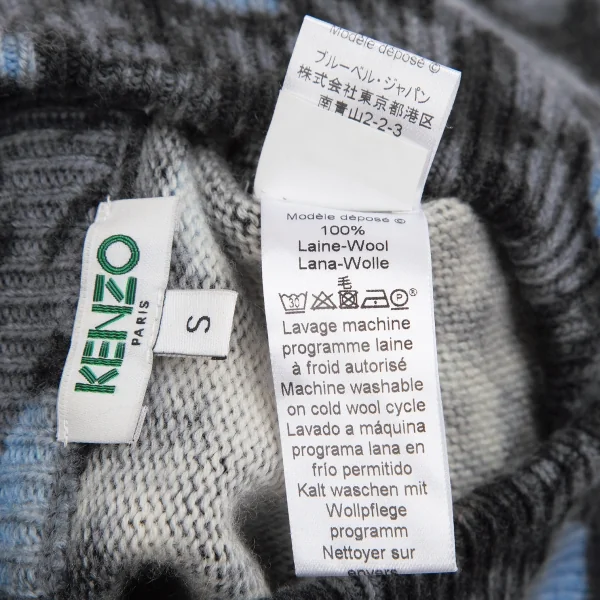 KENZO
PARIS
S
Modèle déposé ©
ブルーベル・ジャパン
株式会社東京都港区
南青山2-2-3
Modèle déposé ©
100%
Laine-Wool
Lana-Wolle
毛
30 P ®
Lavage machine
programme laine
à froid autorisé
Machine washable
on cold wool cycle
Lavado a máquina
programa lana en
frío permitido
Kalt waschen mit
Wollpflege
programm
Nettoyer sur
envers